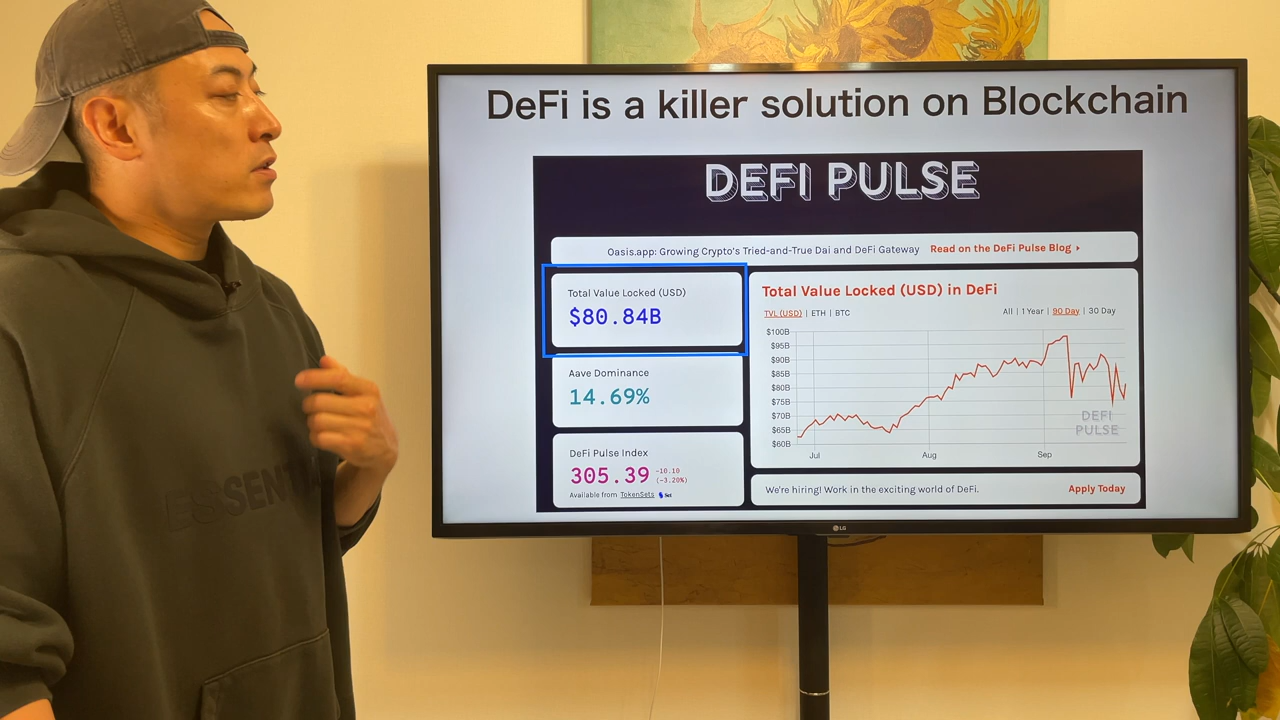 DeFi is a killer solution on Blockchain
DEFI PULSE
Oasis.app: Growing Crypto's Tried-and-True Dai and DeFi Gateway Read on the DeFi Pulse Blog
Total Value Locked (USD)
$80.84B
Aave Dominance
14.69%
DeFi Pulse Index
305.39
-10.10
(-3.20%)
Available from TokenSets Set
Total Value Locked (USD) in DeFi
TVL (USD) | ETH | BTC
All | 1 Year | 90 Day | 30 Day
$100B
$95B
$90B
$85B
$80B
$75B
$70B
$65B
$60B
Jul Aug Sep
DEFI
PULSE
We're hiring! Work in the exciting world of DeFi. Apply Today
LG
ESSENTI